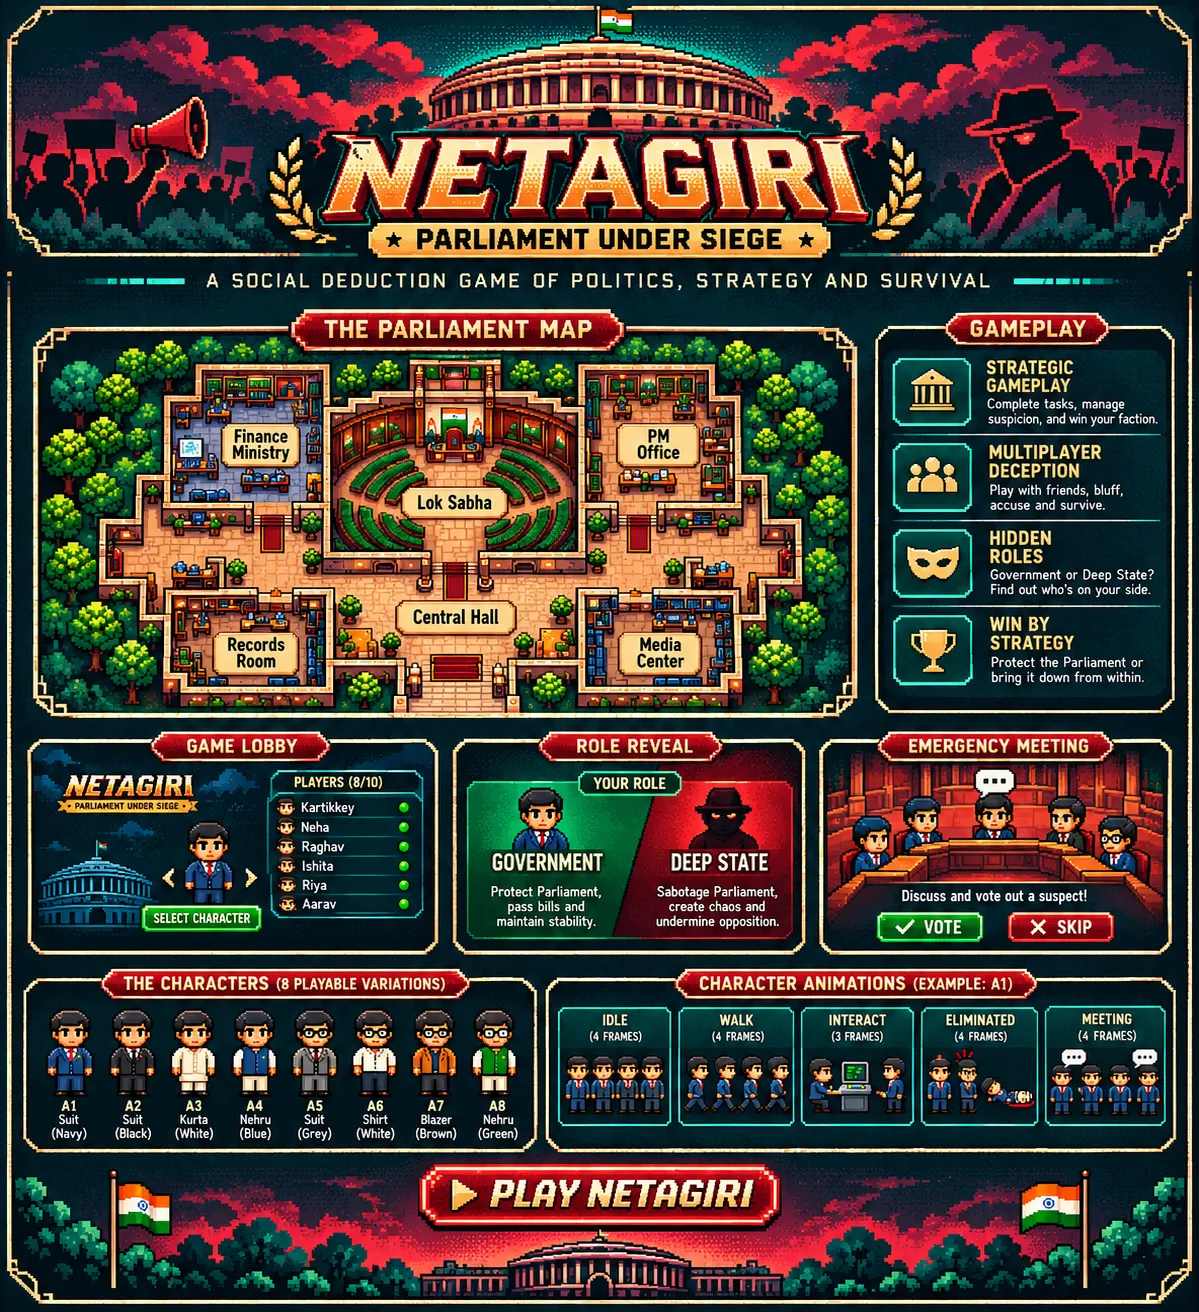 NETAGIRI
★ PARLIAMENT UNDER SIEGE ★
A SOCIAL DEDUCTION GAME OF POLITICS, STRATEGY AND SURVIVAL
THE PARLIAMENT MAP
Finance
Ministry
Lok Sabha
PM
Office
Records
Room
Central Hall
Media
Center
GAMEPLAY
STRATEGIC
GAMEPLAY
Complete tasks, manage
suspicion, and win your faction.
MULTIPLAYER
DECEPTION
Play with friends, bluff,
accuse and survive.
HIDDEN
ROLES
Government or Deep State?
Find out who's on your side.
WIN BY
STRATEGY
Protect the Parliament or
bring it down from within.
GAME LOBBY
NETAGIRI
PARLIAMENT UNDER SIEGE
SELECT CHARACTER
PLAYERS (8/10)
Kartikkey
Neha
Raghav
Ishita
Riya
Aarav
ROLE REVEAL
YOUR ROLE
GOVERNMENT
Protect Parliament,
pass bills and
maintain stability.
DEEP STATE
Sabotage Parliament,
create chaos and
undermine opposition.
EMERGENCY MEETING
Discuss and vote out a suspect!
VOTE
SKIP
THE CHARACTERS (8 PLAYABLE VARIATIONS)
A1
Suit
(Navy)
A2
Suit
(Black)
A3
Kurta
(White)
A4
Nehru
(Blue)
A5
Suit
(Grey)
A6
Shirt
(White)
A7
Blazer
(Brown)
A8
Nehru
(Green)
CHARACTER ANIMATIONS (EXAMPLE: A1)
IDLE
(4 FRAMES)
WALK
(4 FRAMES)
INTERACT
(3 FRAMES)
ELIMINATED
(4 FRAMES)
MEETING
(4 FRAMES)
PLAY NETAGIRI